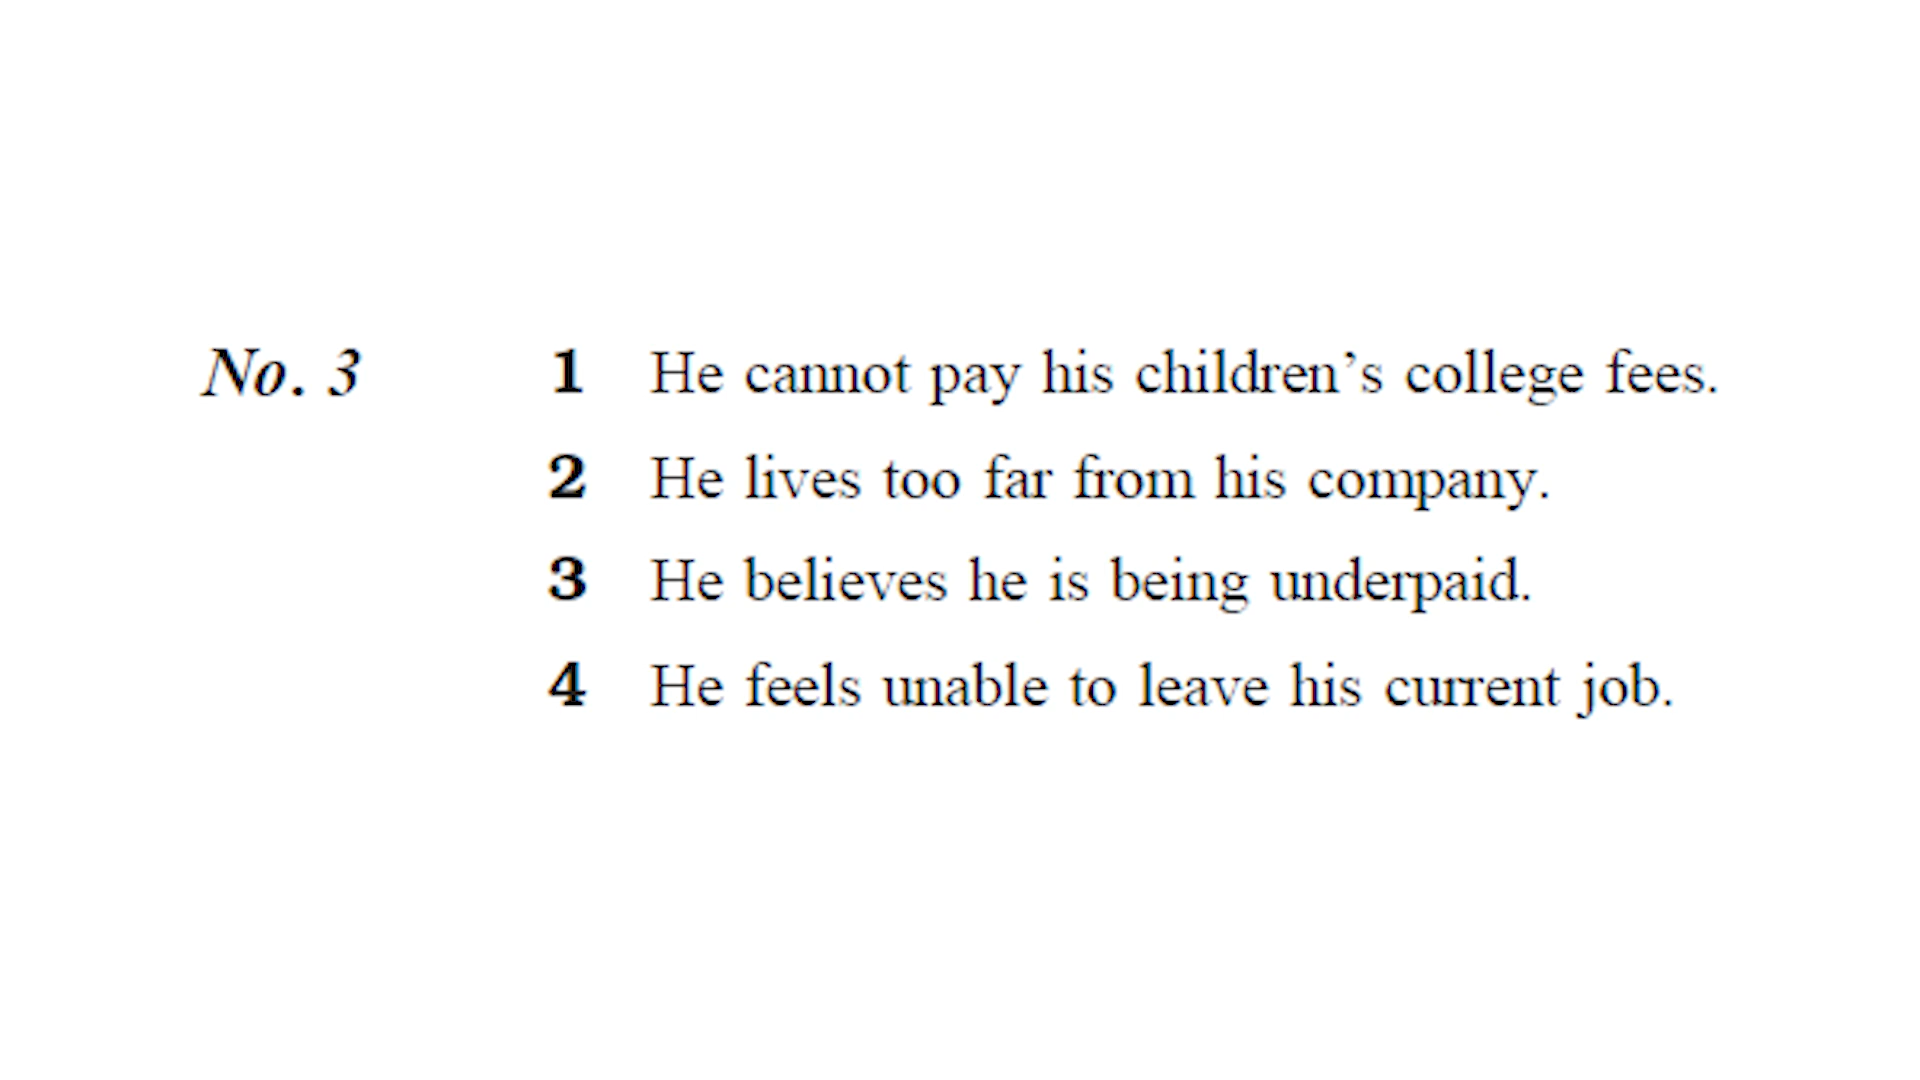 No. 3 1 He cannot pay his children’s college fees.
2 He lives too far from his company.
3 He believes he is being underpaid.
4 He feels unable to leave his current job.